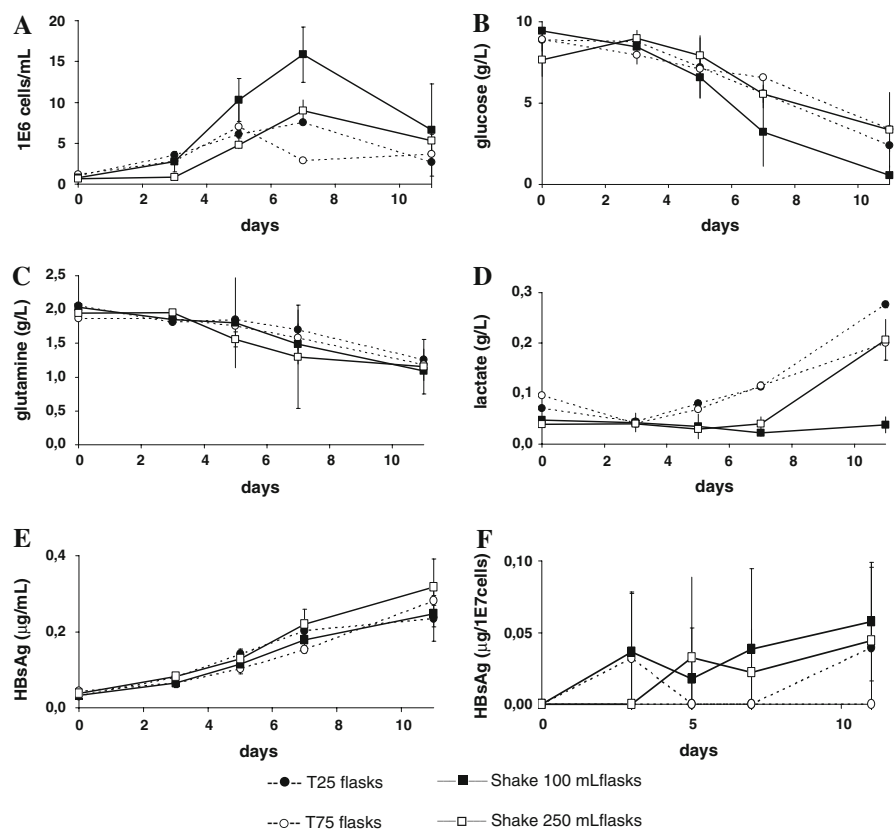 A
1E6 cells/mL
20
15
10
5
0
0 2 4 6 8 10
days
B
glucose (g/L)
10
5
0
0 2 4 6 8 10
days
C
glutamine (g/L)
2,5
2,0
1,5
1,0
0,5
0,0
0 2 4 6 8 10
days
D
lactate (g/L)
0,3
0,2
0,1
0,0
0 2 4 6 8 10
days
E
HBsAg (µg/mL)
0,4
0,2
0,0
0 2 4 6 8 10
days
F
HBsAg (µg/1E7cells)
0,10
0,05
0,00
0 5 10
days
T25 flasks
Shake 100 mLflasks
T75 flasks
Shake 250 mLflasks